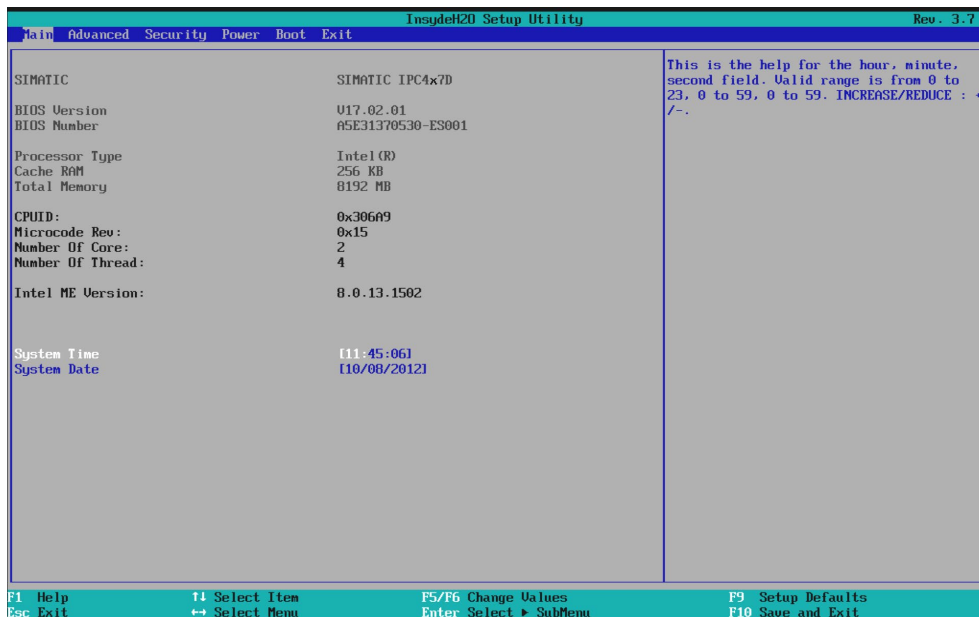 InsydeH2O Setup Utility Rev. 3.7
Main Advanced Security Power Boot Exit
SIMATIC SIMATIC IPC4x7D
BIOS Version V17.02.01
BIOS Number A5E31370530-ES001
Processor Type Intel(R)
Cache RAM 256 KB
Total Memory 8192 MB
CPUID: 0x306A9
Microcode Rev: 0x15
Number Of Core: 2
Number Of Thread: 4
Intel ME Version: 8.0.13.1502
System Time [11:45:06]
System Date [10/08/2012]
This is the help for the hour, minute,
second field. Valid range is from 0 to
23, 0 to 59, 0 to 59. INCREASE/REDUCE : +
/-.
F1 Help ↑↓ Select Item F5/F6 Change Values F9 Setup Defaults
Esc Exit ↔ Select Menu Enter Select ► SubMenu F10 Save and Exit